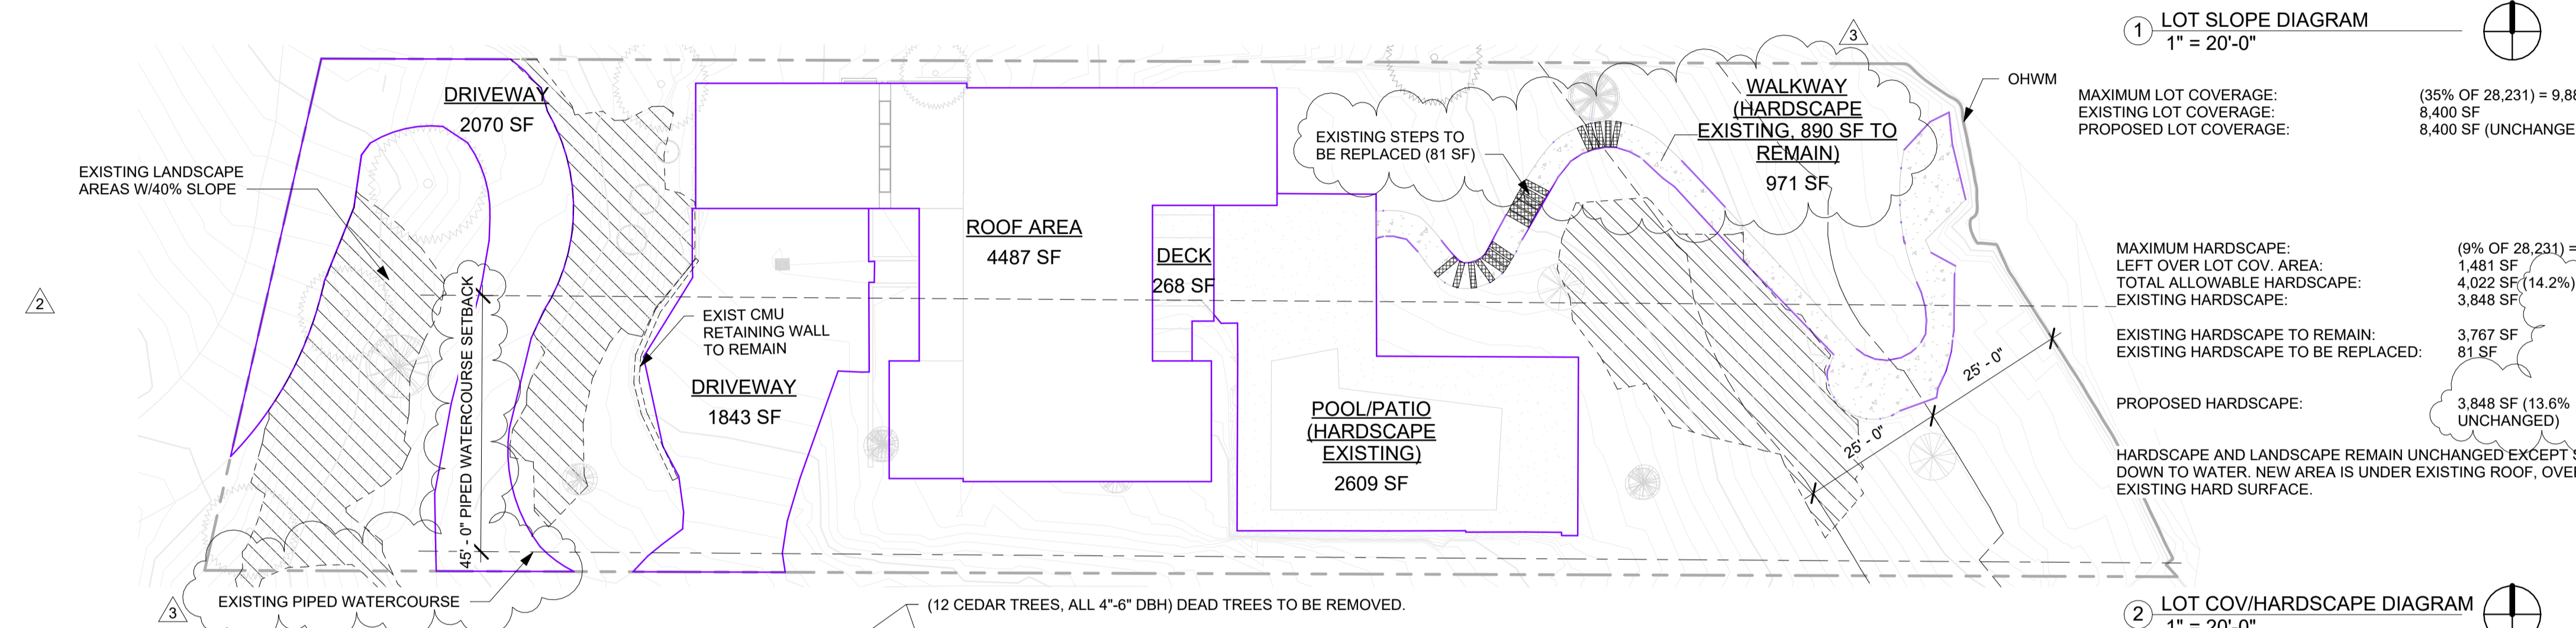 1
LOT SLOPE DIAGRAM
1" = 20'-0"
3
OHWM
DRIVEWAY
2070 SF
WALKWAY
(HARDSCAPE
EXISTING, 890 SF TO
REMAIN)
971 SF
EXISTING STEPS TO
BE REPLACED (81 SF)
EXISTING LANDSCAPE
AREAS W/40% SLOPE
ROOF AREA
4487 SF
DECK
268 SF
2
45' - 0" PIPED WATERCOURSE SETBACK
EXIST CMU
RETAINING WALL
TO REMAIN
DRIVEWAY
1843 SF
POOL/PATIO
(HARDSCAPE
EXISTING)
2609 SF
25' - 0"
25' - 0"
EXISTING PIPED WATERCOURSE
3
(12 CEDAR TREES, ALL 4"-6" DBH) DEAD TREES TO BE REMOVED.
MAXIMUM LOT COVERAGE: (35% OF 28,231) = 9,88
EXISTING LOT COVERAGE: 8,400 SF
PROPOSED LOT COVERAGE: 8,400 SF (UNCHANGE
MAXIMUM HARDSCAPE: (9% OF 28,231) =
LEFT OVER LOT COV. AREA: 1,481 SF
TOTAL ALLOWABLE HARDSCAPE: 4,022 SF (14.2%)
EXISTING HARDSCAPE: 3,848 SF
EXISTING HARDSCAPE TO REMAIN: 3,767 SF
EXISTING HARDSCAPE TO BE REPLACED: 81 SF
PROPOSED HARDSCAPE: 3,848 SF (13.6%
UNCHANGED)
HARDSCAPE AND LANDSCAPE REMAIN UNCHANGED EXCEPT S
DOWN TO WATER. NEW AREA IS UNDER EXISTING ROOF, OVE
EXISTING HARD SURFACE.
2
LOT COV/HARDSCAPE DIAGRAM
1" = 20'-0"